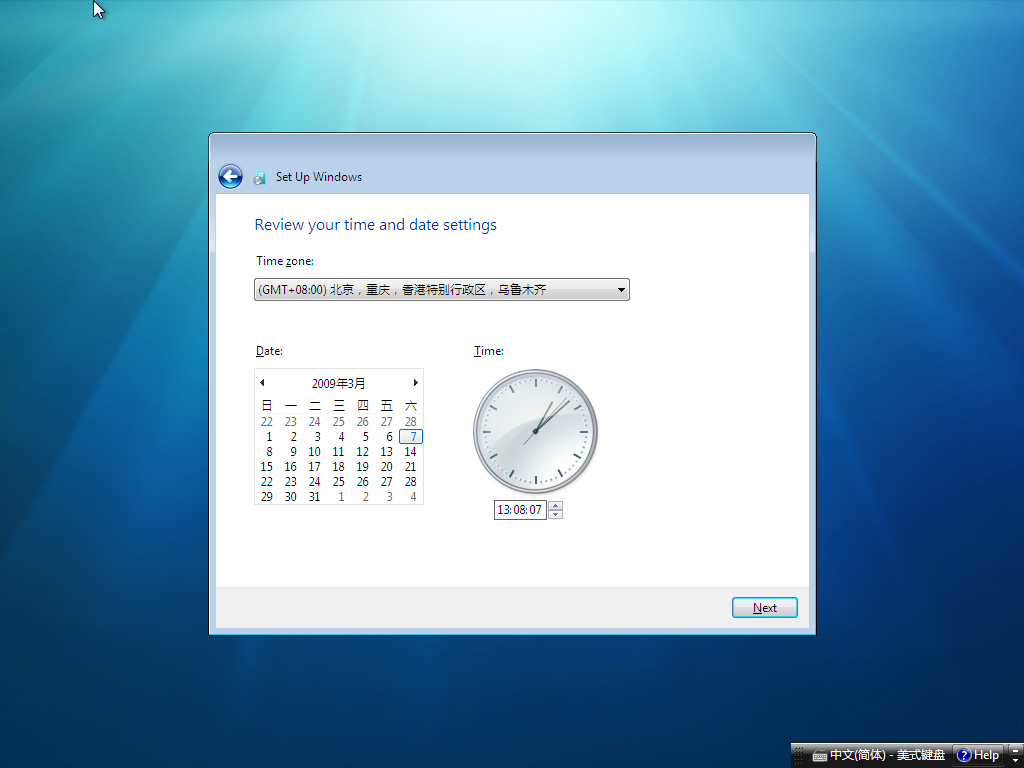 Set Up Windows
Review your time and date settings
Time zone:
(GMT+08:00) 北京，重庆，香港特别行政区，乌鲁木齐
Date:
Time:
2009年3月
日 一 二 三 四 五 六
22 23 24 25 26 27 28
1 2 3 4 5 6 7
8 9 10 11 12 13 14
15 16 17 18 19 20 21
22 23 24 25 26 27 28
29 30 31 1 2 3 4
13:08:07
Next
中文(简体) - 美式键盘
? Help